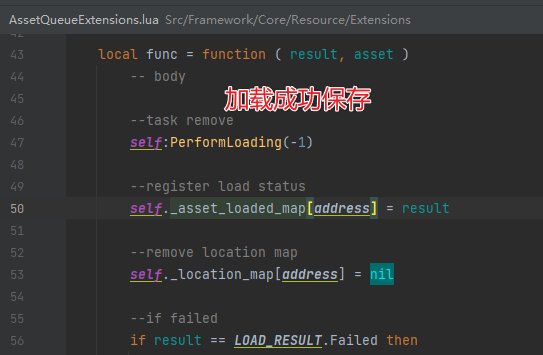 AssetQueueExtensions.lua Src/Framework/Core/Resource/Extensions
42
43 local func = function ( result, asset )
44 -- body
45 加载成功保存
46 --task remove
47 self:PerformLoading(-1)
48
49 --register load status
50 self._asset_loaded_map[address] = result
51
52 --remove location map
53 self._location_map[address] = nil
54
55 --if failed
56 if result == LOAD_RESULT.Failed then